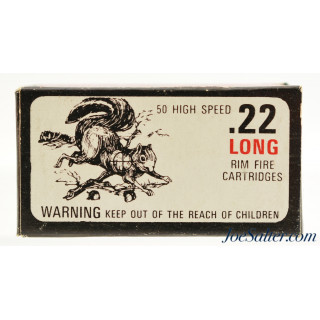 50 HIGH SPEED .22
LONG
RIM FIRE
CARTRIDGES
WARNING KEEP OUT OF THE REACH OF CHILDREN
JoeSalter.com